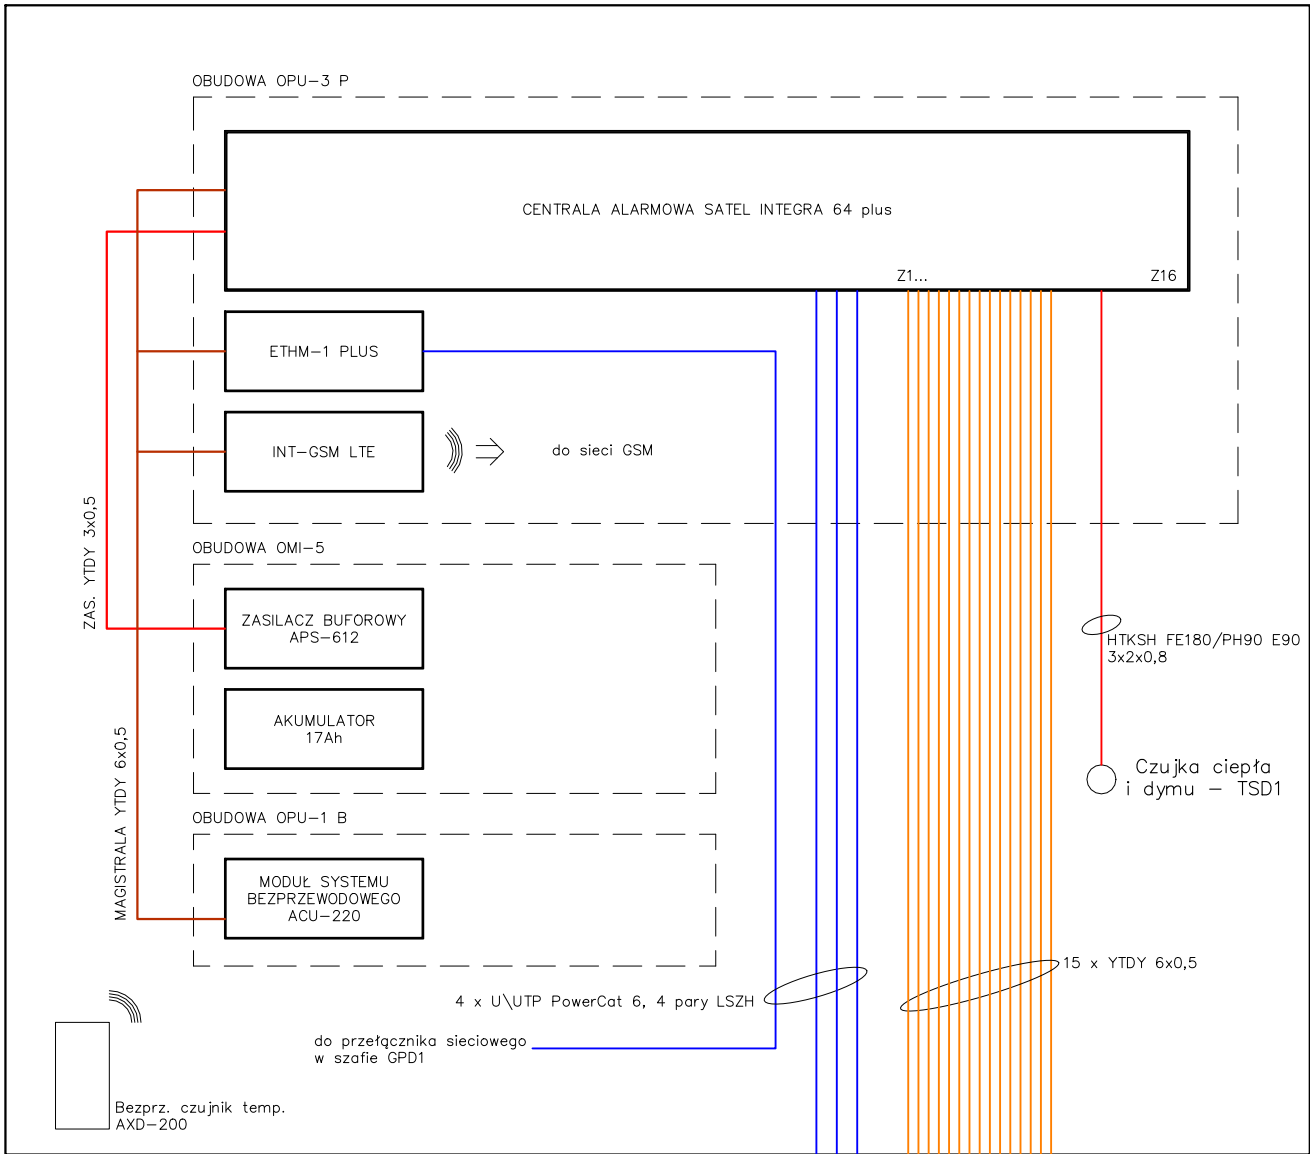 OBUDOWA OPU-3 P
CENTRALA ALARMOWA SATEL INTEGRA 64 plus
Z1...
Z16
ETHM-1 PLUS
INT-GSM LTE
do sieci GSM
ZAS. YTDY 3x0,5
OBUDOWA OMI-5
ZASILACZ BUFOROWY
APS-612
HTKSH FE180/PH90 E90
3x2x0,8
AKUMULATOR
17Ah
Czujka ciepła
i dymu - TSD1
MAGISTRALA YTDY 6x0,5
OBUDOWA OPU-1 B
MODUŁ SYSTEMU
BEZPRZEWODOWEGO
ACU-220
15 x YTDY 6x0,5
4 x U\UTP PowerCat 6, 4 pary LSZH
do przełącznika sieciowego
w szafie GPD1
Bezprz. czujnik temp.
AXD-200